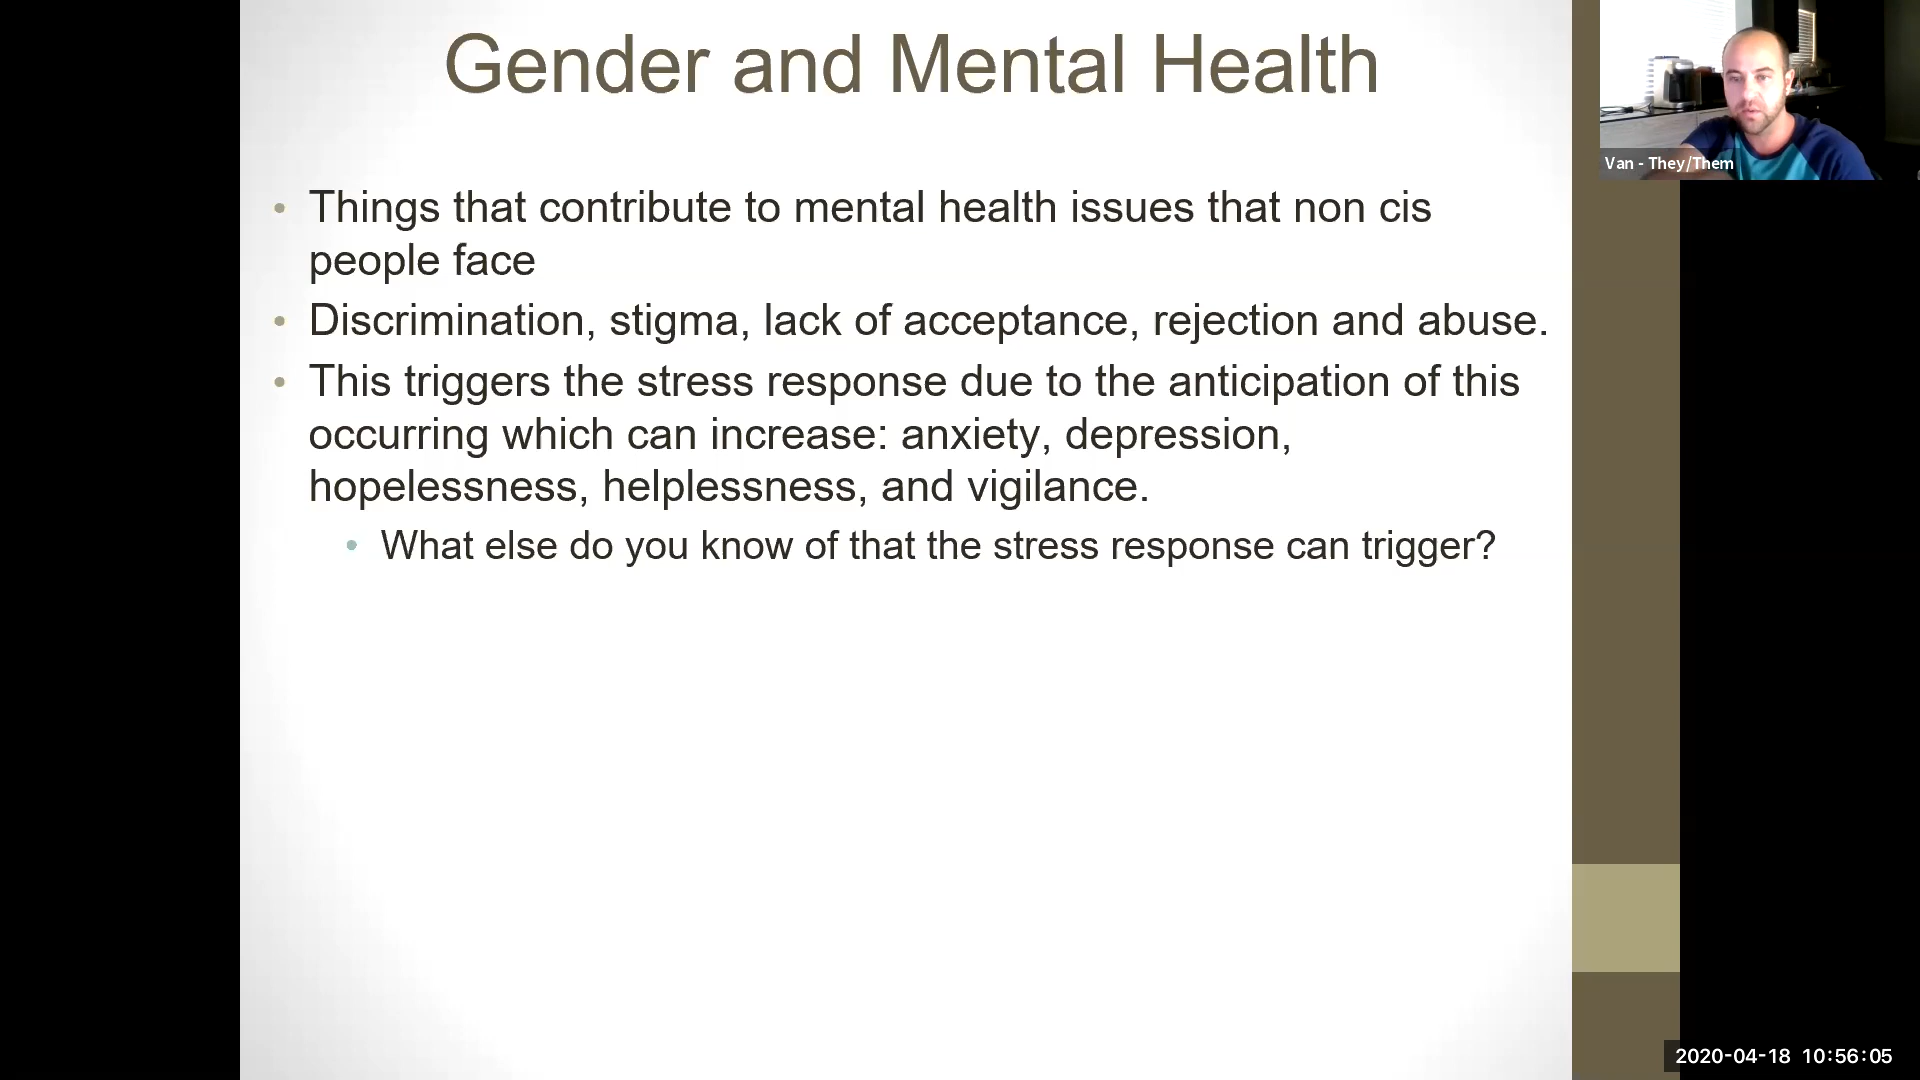 Gender and Mental Health
Van - They/Them
• Things that contribute to mental health issues that non cis
people face
• Discrimination, stigma, lack of acceptance, rejection and abuse.
• This triggers the stress response due to the anticipation of this
occurring which can increase: anxiety, depression,
hopelessness, helplessness, and vigilance.
• What else do you know of that the stress response can trigger?
2020-04-18 10:56:05